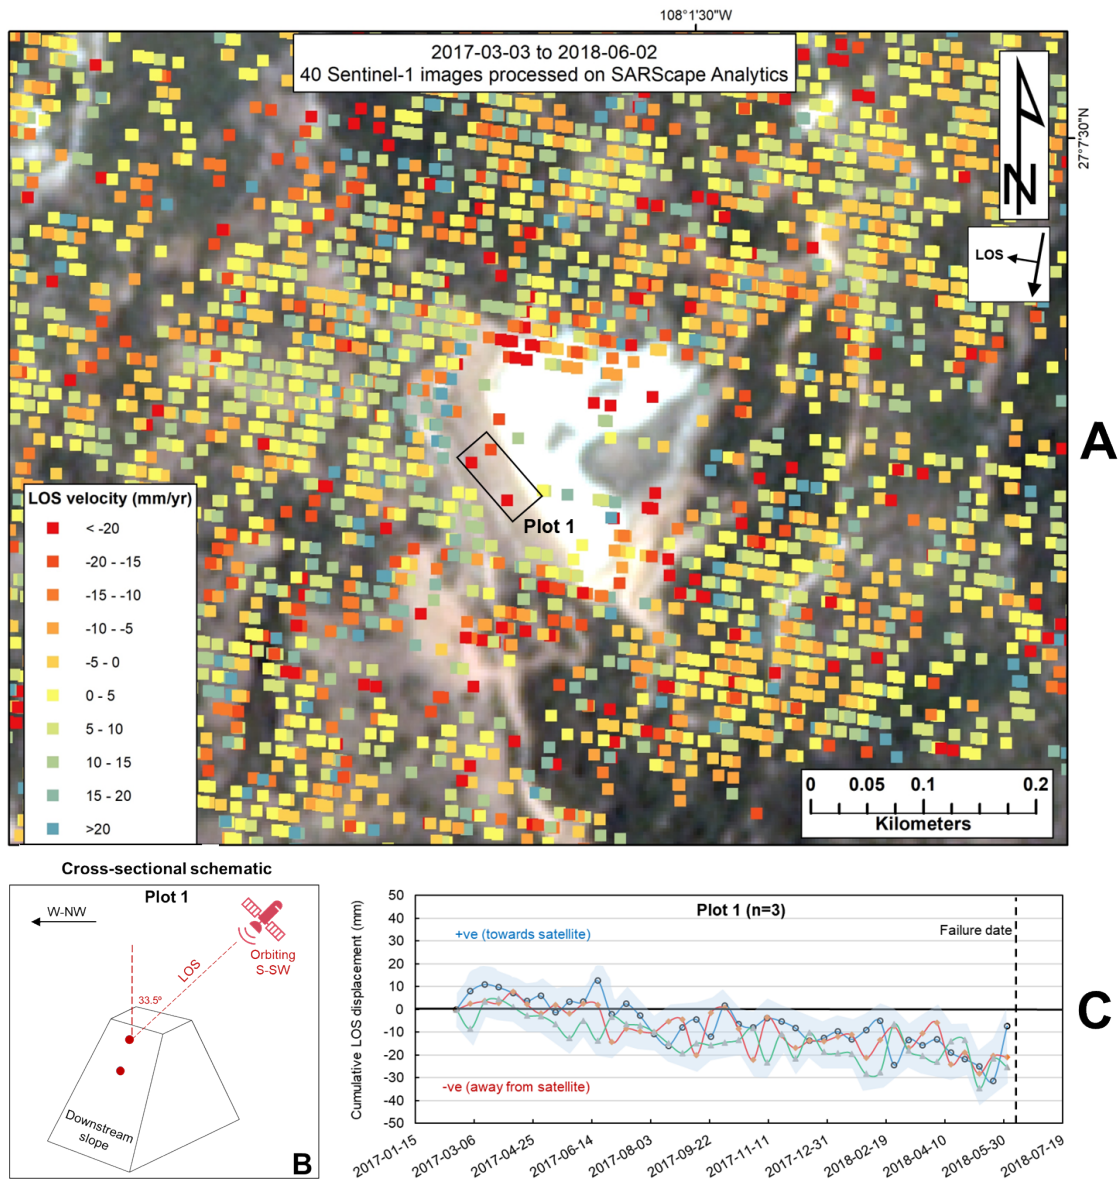 108°1'30"W
2017-03-03 to 2018-06-02
40 Sentinel-1 images processed on SARScape Analytics
N
27°7'30"N
LOS
A
Plot 1
LOS velocity (mm/yr)
< -20
-20 - -15
-15 - -10
-10 - -5
-5 - 0
0 - 5
5 - 10
10 - 15
15 - 20
>20
0 0.05 0.1 0.2
Kilometers
Cross-sectional schematic
Plot 1
W-NW
Orbiting
S-SW
LOS
33.5º
Downstream
slope
B
Plot 1 (n=3)
+ve (towards satellite)
Failure date
-ve (away from satellite)
Cumulative LOS displacement (mm)
50
40
30
20
10
0
-10
-20
-30
-40
-50
2017-01-15
2017-03-06
2017-04-25
2017-06-14
2017-08-03
2017-09-22
2017-11-11
2017-12-31
2018-02-19
2018-04-10
2018-05-30
2018-07-19
C